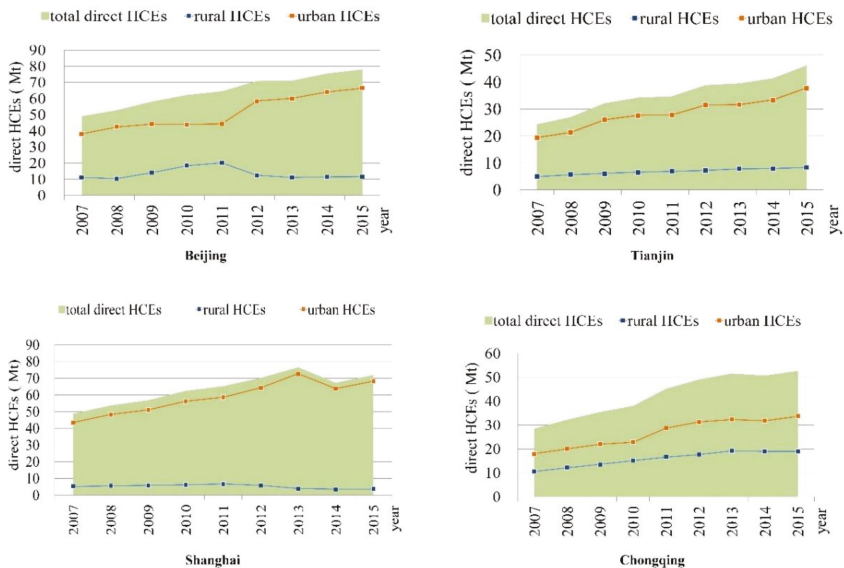 total direct HCEs rural HCEs urban HCEs
direct HCEs ( Mt)
90
80
70
60
50
40
30
20
10
0
2007 2008 2009 2010 2011 2012 2013 2014 2015 year
Beijing
total direct HCEs rural HCEs urban HCEs
direct HCEs ( Mt)
50
40
30
20
10
0
2007 2008 2009 2010 2011 2012 2013 2014 2015 year
Tianjin
total direct HCEs rural HCEs urban HCEs
direct HCEs ( Mt)
90
80
70
60
50
40
30
20
10
0
2007 2008 2009 2010 2011 2012 2013 2014 2015 year
Shanghai
total direct HCEs rural HCEs urban HCEs
direct HCEs ( Mt)
60
50
40
30
20
10
0
2007 2008 2009 2010 2011 2012 2013 2014 2015 year
Chongqing